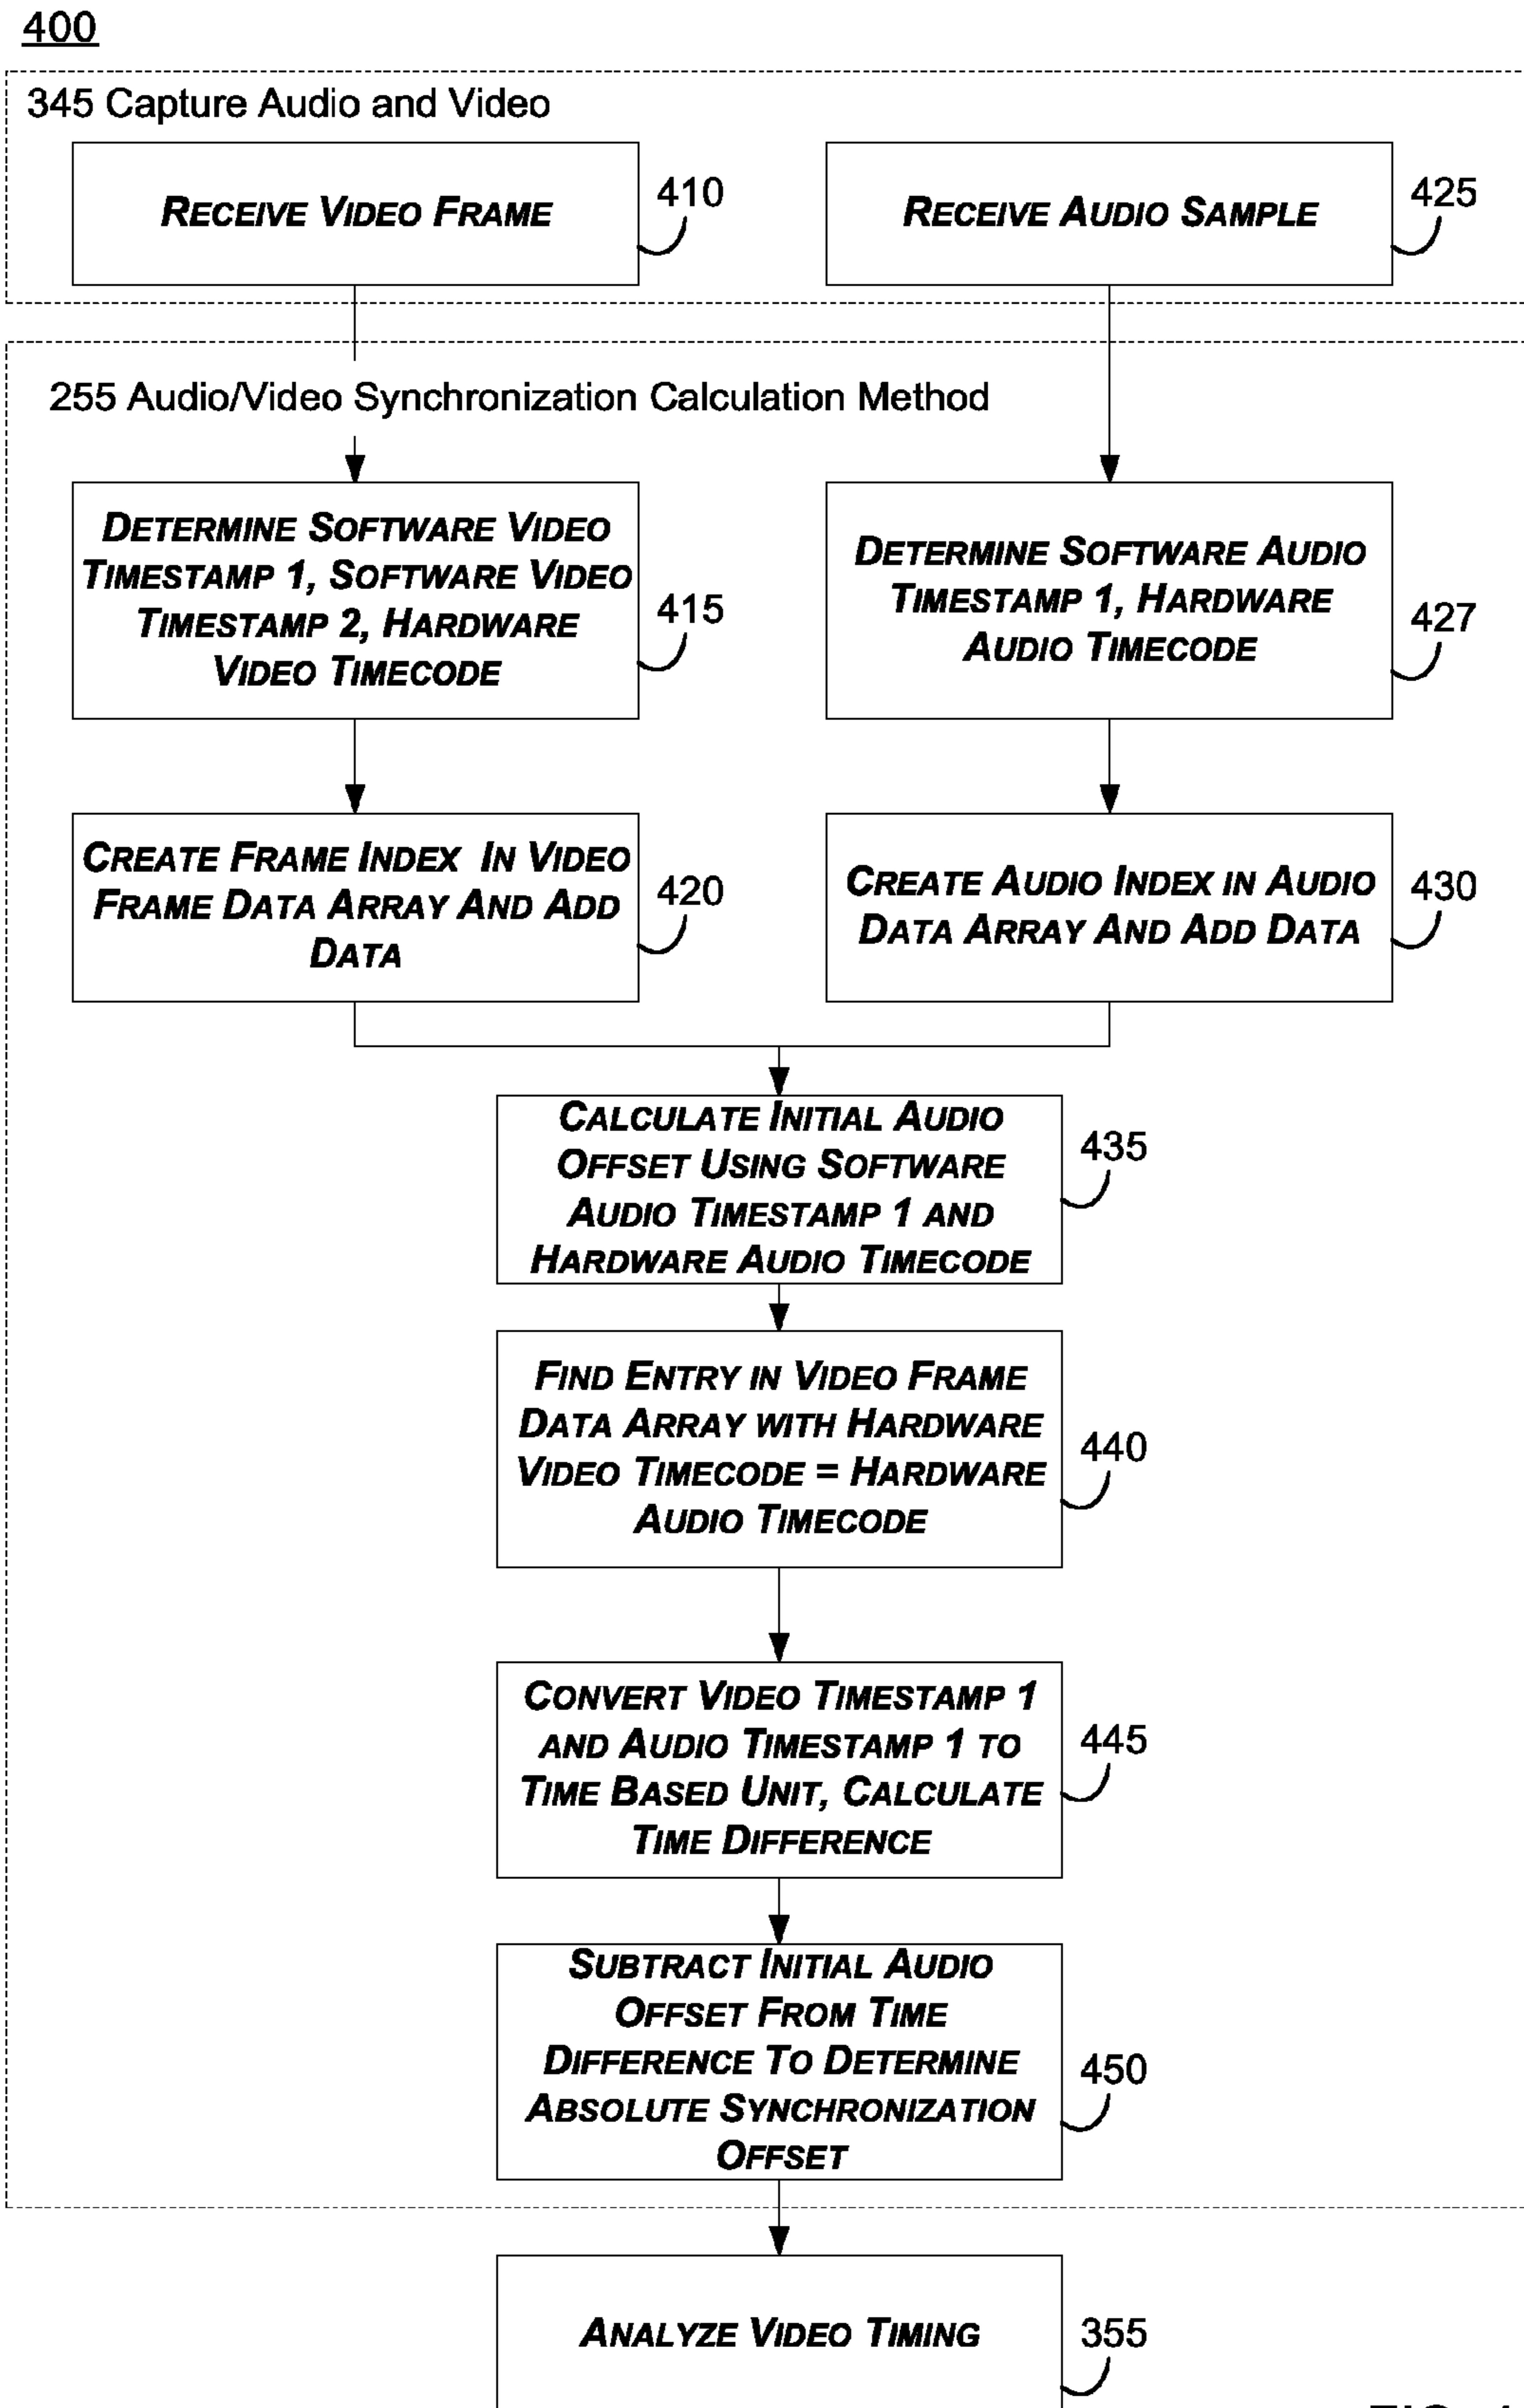 400
345 Capture Audio and Video
RECEIVE VIDEO FRAME
410
RECEIVE AUDIO SAMPLE
425
255 Audio/Video Synchronization Calculation Method
DETERMINE SOFTWARE VIDEO
TIMESTAMP 1, SOFTWARE VIDEO
TIMESTAMP 2, HARDWARE
VIDEO TIMECODE
415
DETERMINE SOFTWARE AUDIO
TIMESTAMP 1, HARDWARE
AUDIO TIMECODE
427
CREATE FRAME INDEX IN VIDEO
FRAME DATA ARRAY AND ADD
DATA
420
CREATE AUDIO INDEX IN AUDIO
DATA ARRAY AND ADD DATA
430
CALCULATE INITIAL AUDIO
OFFSET USING SOFTWARE
AUDIO TIMESTAMP 1 AND
HARDWARE AUDIO TIMECODE
435
FIND ENTRY IN VIDEO FRAME
DATA ARRAY WITH HARDWARE
VIDEO TIMECODE = HARDWARE
AUDIO TIMECODE
440
CONVERT VIDEO TIMESTAMP 1
AND AUDIO TIMESTAMP 1 TO
TIME BASED UNIT, CALCULATE
TIME DIFFERENCE
445
SUBTRACT INITIAL AUDIO
OFFSET FROM TIME
DIFFERENCE TO DETERMINE
ABSOLUTE SYNCHRONIZATION
OFFSET
450
ANALYZE VIDEO TIMING
355